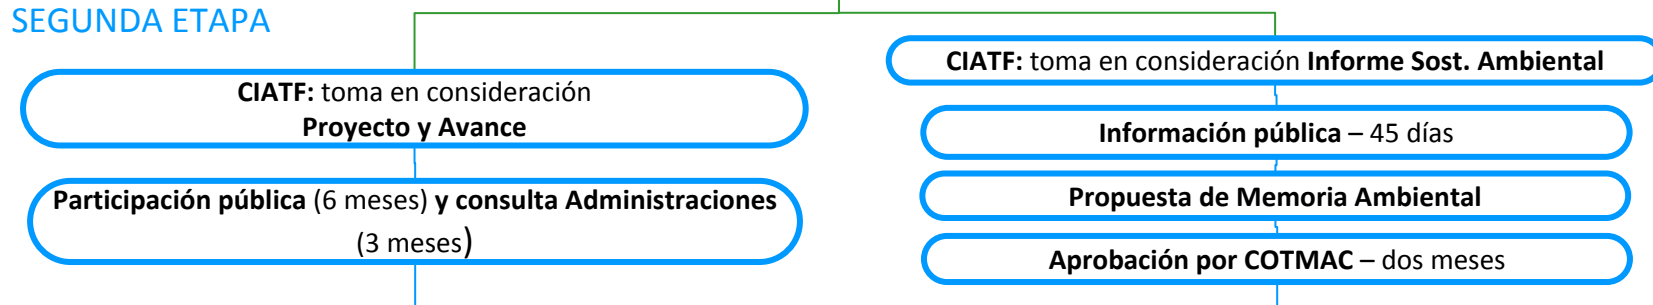 SEGUNDA ETAPA
CIATF: toma en consideración
Proyecto y Avance
Participación pública (6 meses) y consulta Administraciones
(3 meses)
CIATF: toma en consideración Informe Sost. Ambiental
Información pública – 45 días
Propuesta de Memoria Ambiental
Aprobación por COTMAC – dos meses